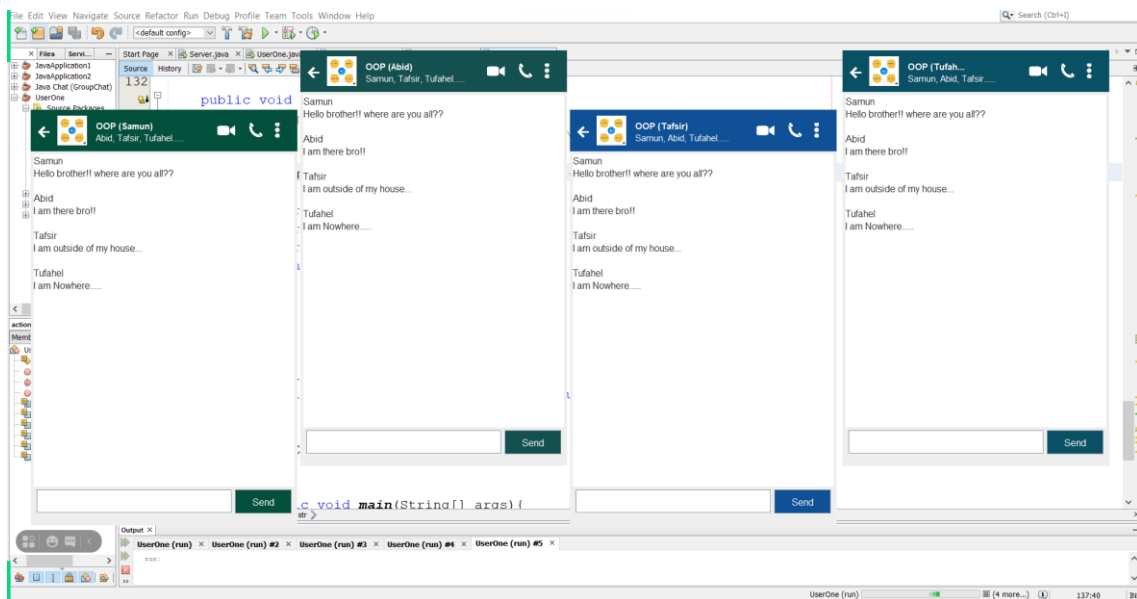 File Edit View Navigate Source Refactor Run Debug Profile Team Tools Window Help
Search (Ctrl+I)
<default config>
Files Servi...
Start Page Server.java UserOne.jav
JavaApplication1
JavaApplication2
Java Chat (GroupChat)
UserOne
Source Packages
Source History
132
public void
OOP (Samun)
Abid, Tafsir, Tufahel.....
Samun
Hello brother!! where are you all??
Abid
I am there bro!!
Tafsir
I am outside of my house...
Tufahel
I am Nowhere.....
Send
OOP (Abid)
Samun, Tafsir, Tufahel.....
Samun
Hello brother!! where are you all??
Abid
I am there bro!!
Tafsir
I am outside of my house...
Tufahel
I am Nowhere.....
Send
OOP (Tafsir)
Samun, Abid, Tufahel.....
Samun
Hello brother!! where are you all??
Abid
I am there bro!!
Tafsir
I am outside of my house...
Tufahel
I am Nowhere.....
Send
OOP (Tufah...
Samun, Abid, Tafsir.....
Samun
Hello brother!! where are you all??
Abid
I am there bro!!
Tafsir
I am outside of my house...
Tufahel
I am Nowhere.....
Send
action
Memb
c void main(String[] args){
str
Output
UserOne (run) UserOne (run) #2 UserOne (run) #3 UserOne (run) #4 UserOne (run) #5
run:
UserOne (run)
(4 more...)
137:40